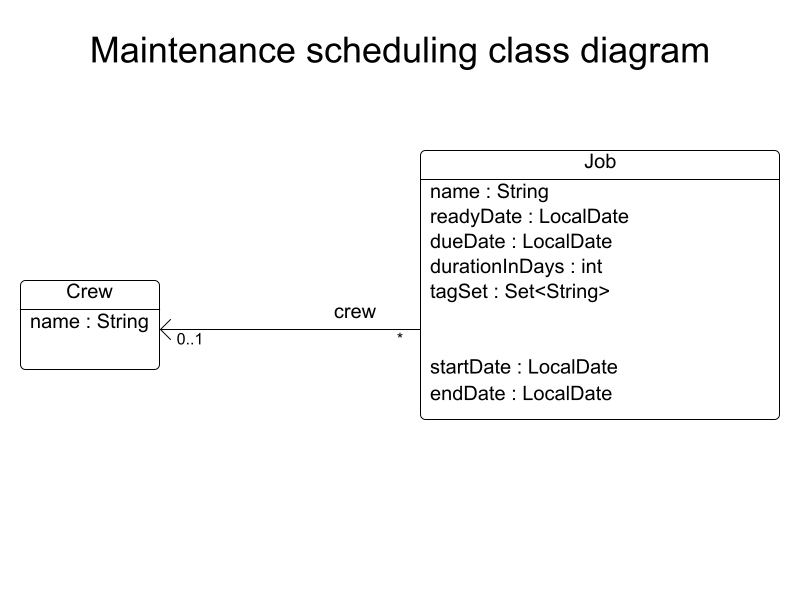 Maintenance scheduling class diagram
Job
name : String
readyDate : LocalDate
dueDate : LocalDate
durationInDays : int
tagSet : Set<String>
startDate : LocalDate
endDate : LocalDate
Crew
name : String
crew
0..1
*